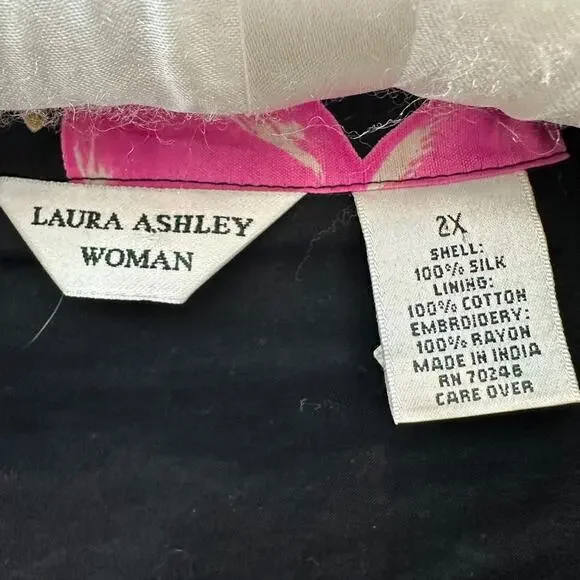 LAURA ASHLEY
WOMAN
2X
SHELL:
100% SILK
LINING:
100% COTTON
EMBROIDERY:
100% RAYON
MADE IN INDIA
RN 70246
CARE OVER